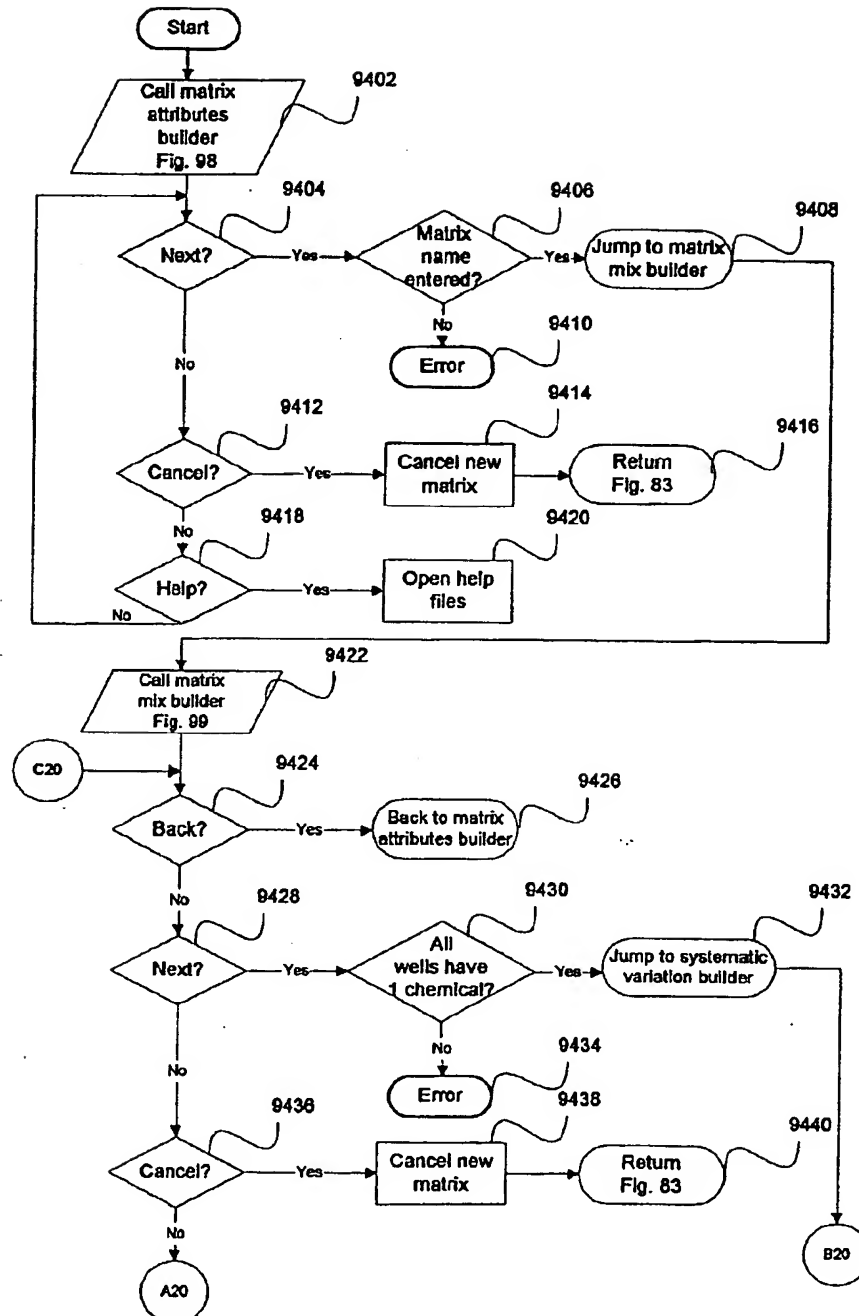 Start
Call matrix
attributes
builder
Fig. 98
9402
9404
Next?
Yes
9406
Matrix
name
entered?
Yes
9408
Jump to matrix
mix builder
No
9410
Error
No
9412
Cancel?
Yes
9414
Cancel new
matrix
9416
Return
Fig. 83
No
9418
Help?
Yes
9420
Open help
files
No
9422
Call matrix
mix builder
Fig. 99
C20
9424
Back?
Yes
9426
Back to matrix
attributes builder
No
9428
Next?
Yes
9430
All
wells have
1 chemical?
Yes
9432
Jump to systematic
variation builder
No
9434
Error
No
9436
Cancel?
Yes
9438
Cancel new
matrix
9440
Return
Fig. 83
No
A20
B20